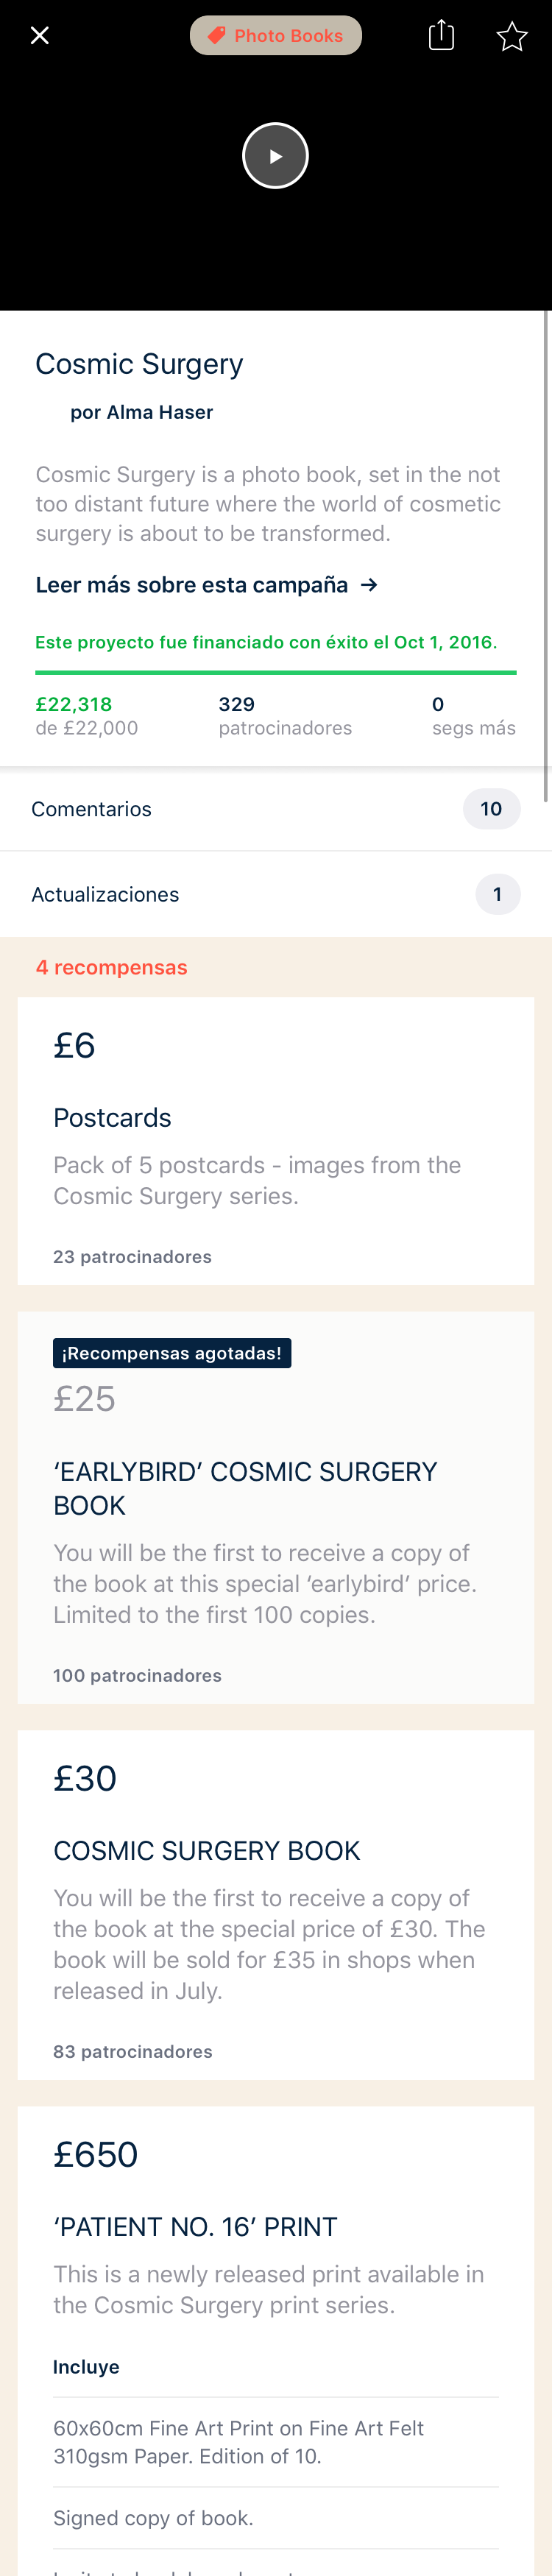 Photo Books
Cosmic Surgery
por Alma Haser
Cosmic Surgery is a photo book, set in the not
too distant future where the world of cosmetic
surgery is about to be transformed.
Leer más sobre esta campaña →
Este proyecto fue financiado con éxito el Oct 1, 2016.
£22,318
de £22,000
329
patrocinadores
0
segs más
Comentarios
10
Actualizaciones
1
4 recompensas
£6
Postcards
Pack of 5 postcards - images from the
Cosmic Surgery series.
23 patrocinadores
¡Recompensas agotadas!
£25
‘EARLYBIRD’ COSMIC SURGERY
BOOK
You will be the first to receive a copy of
the book at this special ‘earlybird’ price.
Limited to the first 100 copies.
100 patrocinadores
£30
COSMIC SURGERY BOOK
You will be the first to receive a copy of
the book at the special price of £30. The
book will be sold for £35 in shops when
released in July.
83 patrocinadores
£650
‘PATIENT NO. 16’ PRINT
This is a newly released print available in
the Cosmic Surgery print series.
Incluye
60x60cm Fine Art Print on Fine Art Felt
310gsm Paper. Edition of 10.
Signed copy of book.